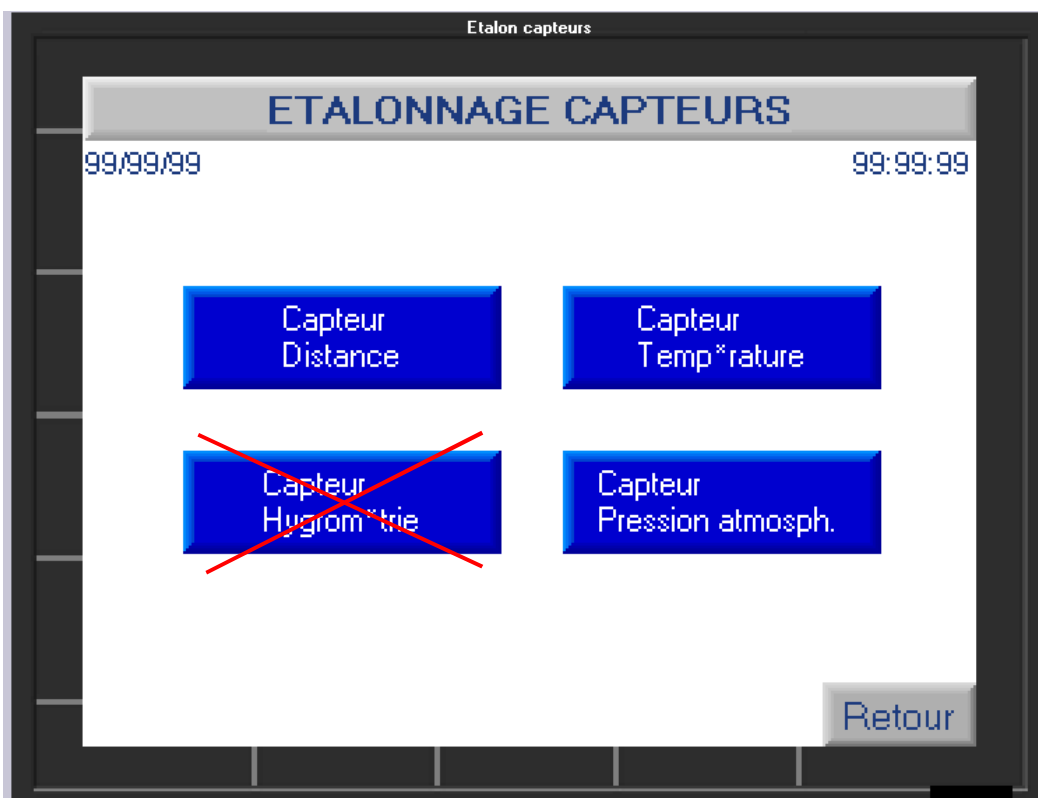 Etalon capteurs
ETALONNAGE CAPTEURS
99/99/99
99:99:99
Capteur
Distance
Capteur
Temp*rature
Capteur
Hygrom*trie
Capteur
Pression atmosph.
Retour